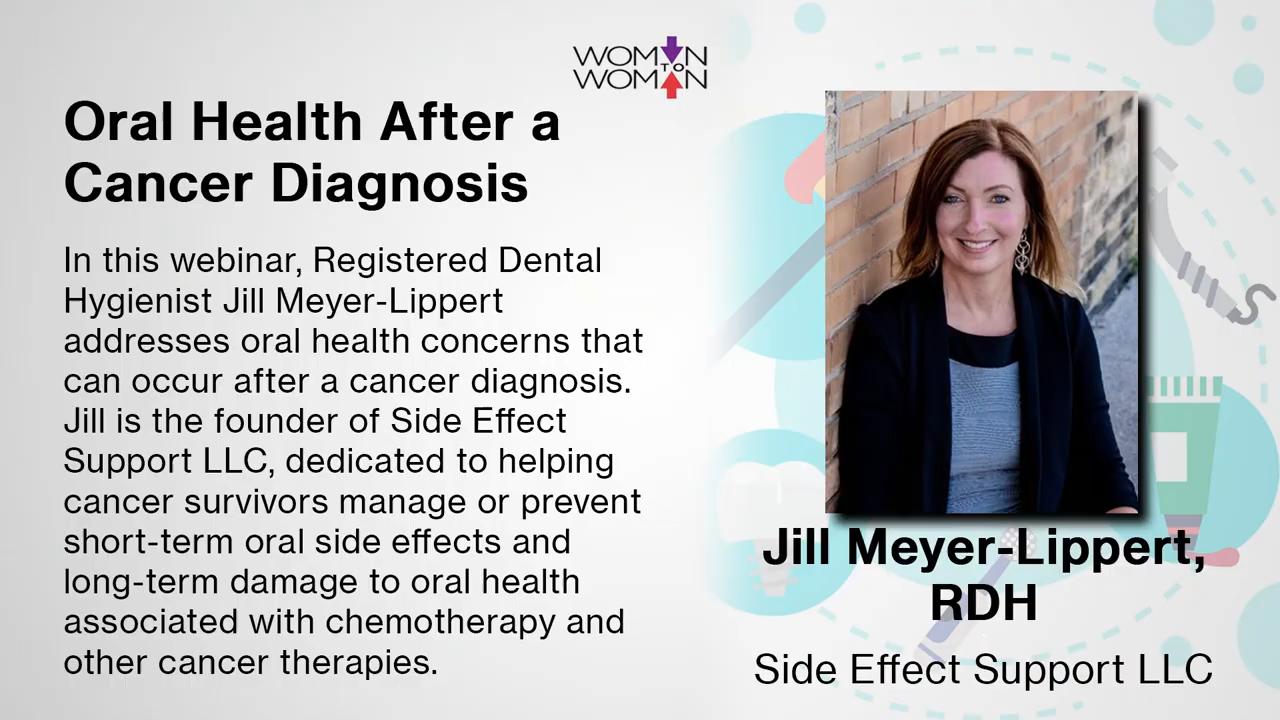 WOMAN
TO
WOMAN
Oral Health After a
Cancer Diagnosis
In this webinar, Registered Dental
Hygienist Jill Meyer-Lippert
addresses oral health concerns that
can occur after a cancer diagnosis.
Jill is the founder of Side Effect
Support LLC, dedicated to helping
cancer survivors manage or prevent
short-term oral side effects and
long-term damage to oral health
associated with chemotherapy and
other cancer therapies.
Jill Meyer-Lippert,
RDH
Side Effect Support LLC